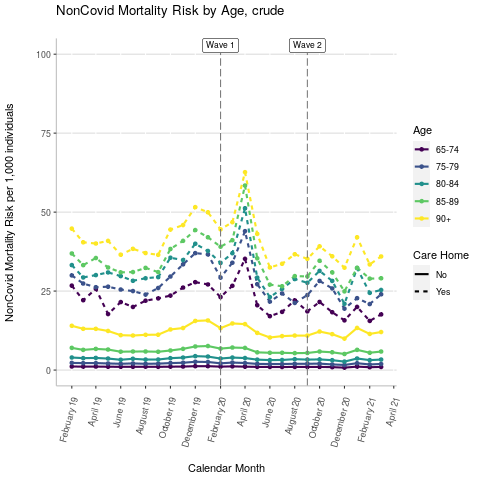 NonCovid Mortality Risk by Age, crude
Wave 1
Wave 2
100
75
50
25
0
NonCovid Mortality Risk per 1,000 individuals
February 19
April 19
June 19
August 19
October 19
December 19
February 20
April 20
June 20
August 20
October 20
December 20
February 21
April 21
Calendar Month
Age
65-74
75-79
80-84
85-89
90+
Care Home
No
Yes